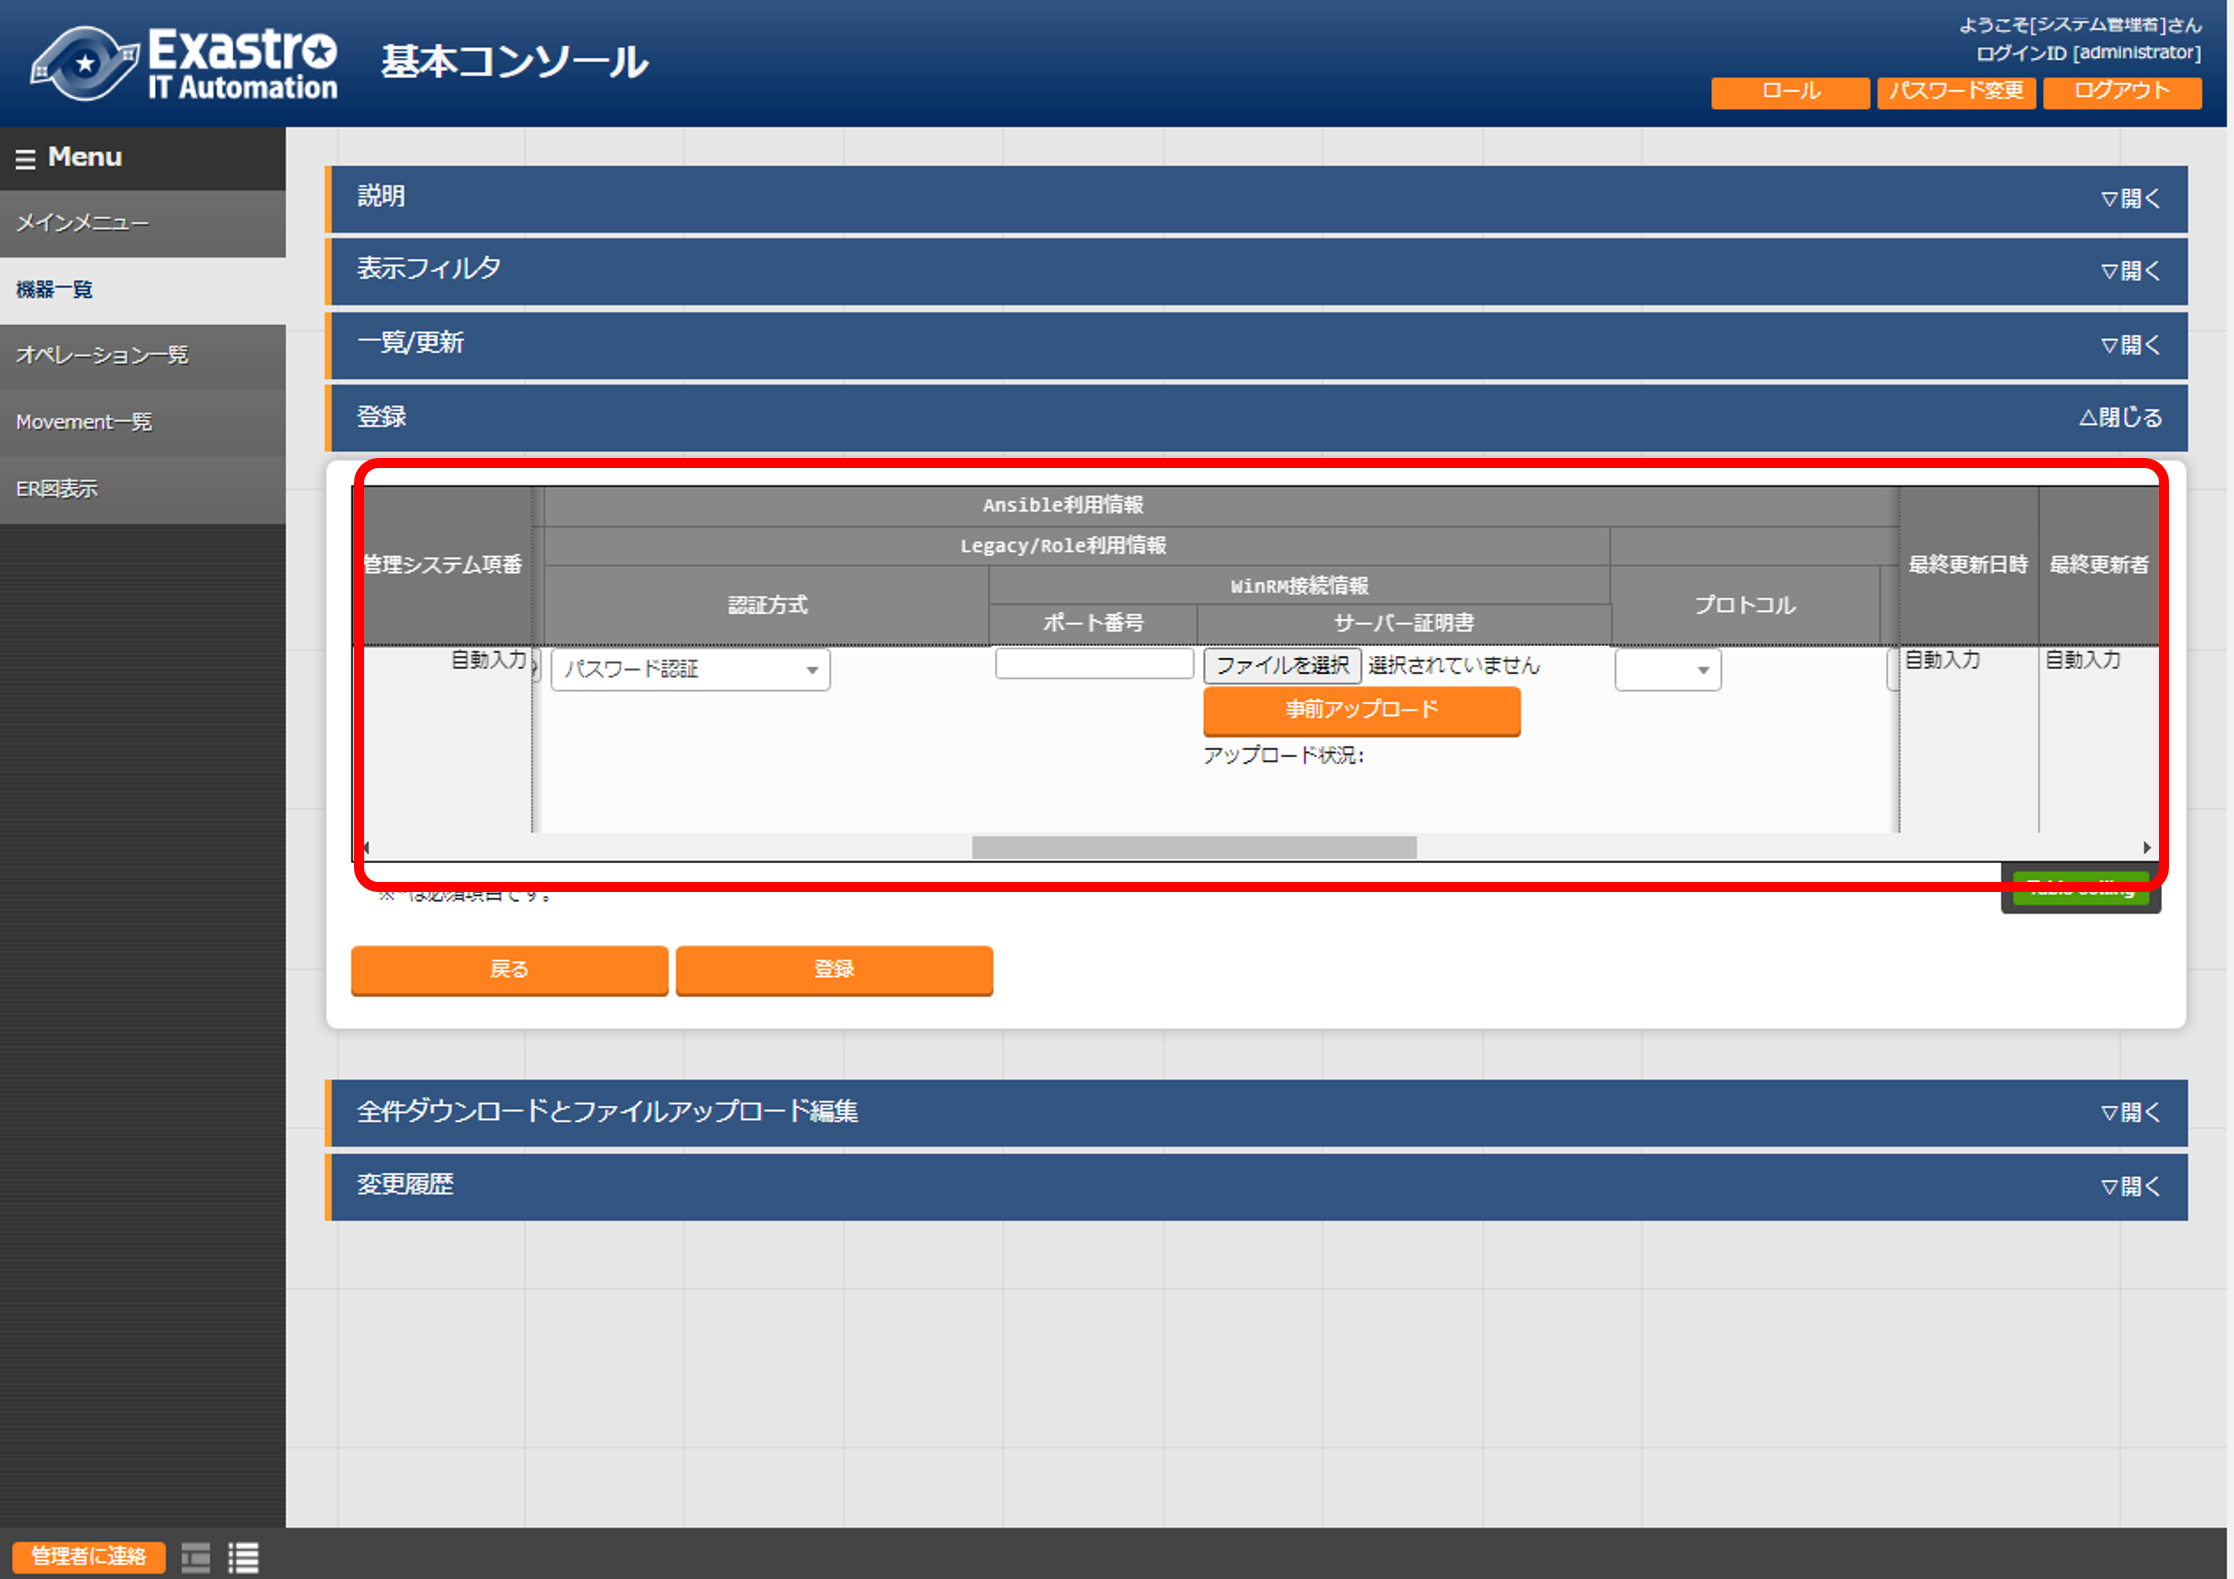 Exastro
IT Automation
基本コンソール
ようこそ[システム管理者]さん
ログインID [administrator]
ロール
パスワード変更
ログアウト
Menu
メインメニュー
機器一覧
オペレーション一覧
Movement一覧
ER図表示
説明
▽開く
表示フィルタ
▽開く
一覧/更新
▽開く
登録
△閉じる
Ansible利用情報
Legacy/Role利用情報
管理システム項番
WinRM接続情報
最終更新日時
最終更新者
認証方式
プロトコル
ポート番号
サーバー証明書
自動入力
パスワード認証
ファイルを選択 選択されていません
自動入力
自動入力
事前アップロード
アップロード状況:
※*は必須項目です。
Table setting
戻る
登録
全件ダウンロードとファイルアップロード編集
▽開く
変更履歴
▽開く
管理者に連絡